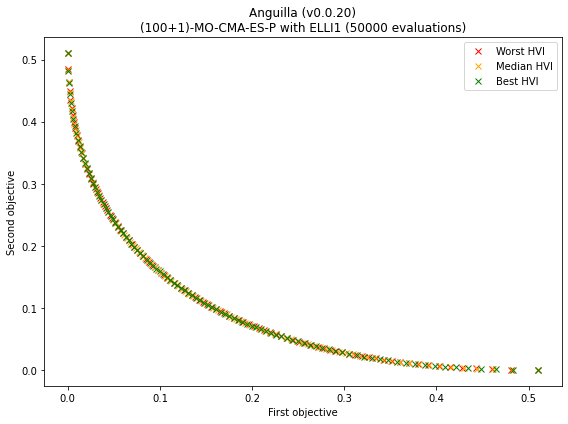 Anguilla (v0.0.20)
(100+1)-MO-CMA-ES-P with ELLI1 (50000 evaluations)
Worst HVI
Median HVI
Best HVI
Second objective
0.5
0.4
0.3
0.2
0.1
0.0
0.0 0.1 0.2 0.3 0.4 0.5
First objective